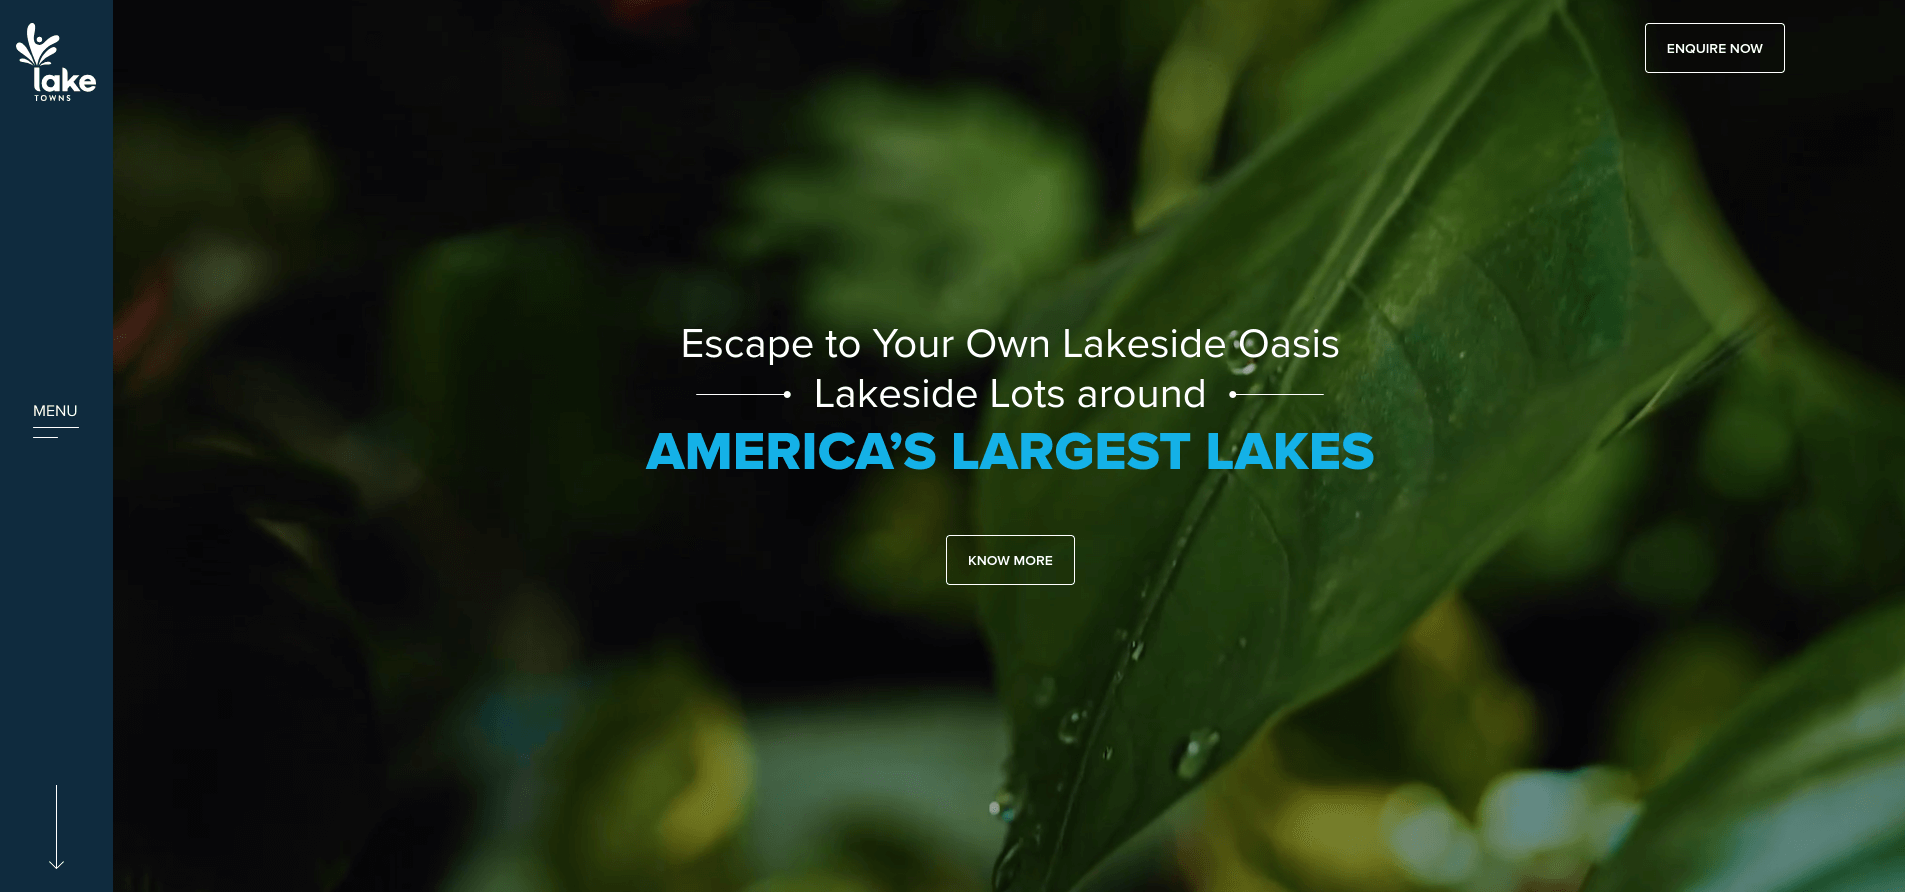 lake
TOWNS
ENQUIRE NOW
MENU
Escape to Your Own Lakeside Oasis
Lakeside Lots around
AMERICA’S LARGEST LAKES
KNOW MORE